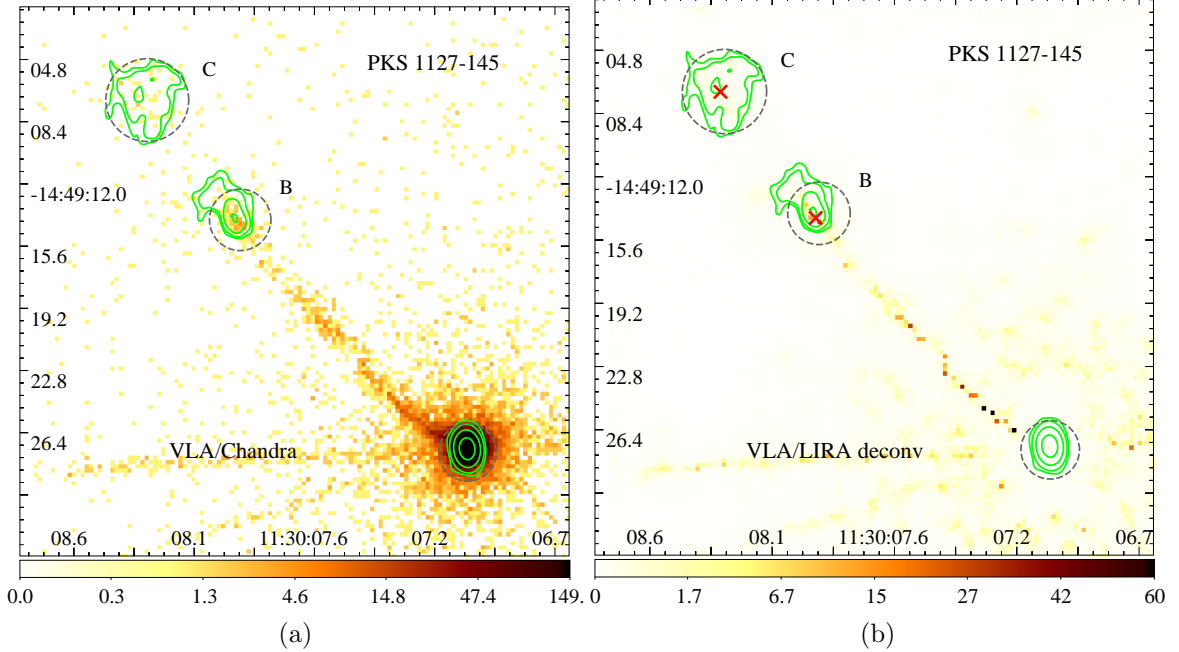 C
PKS 1127-145
04.8
08.4
B
-14:49:12.0
15.6
19.2
22.8
26.4
VLA/Chandra
08.6 08.1 11:30:07.6 07.2 06.7
0.0 0.3 1.3 4.6 14.8 47.4 149.
(a)
C
PKS 1127-145
04.8
08.4
B
-14:49:12.0
15.6
19.2
22.8
26.4
VLA/LIRA deconv
08.6 08.1 11:30:07.6 07.2 06.7
0 1.7 6.7 15 27 42 60
(b)